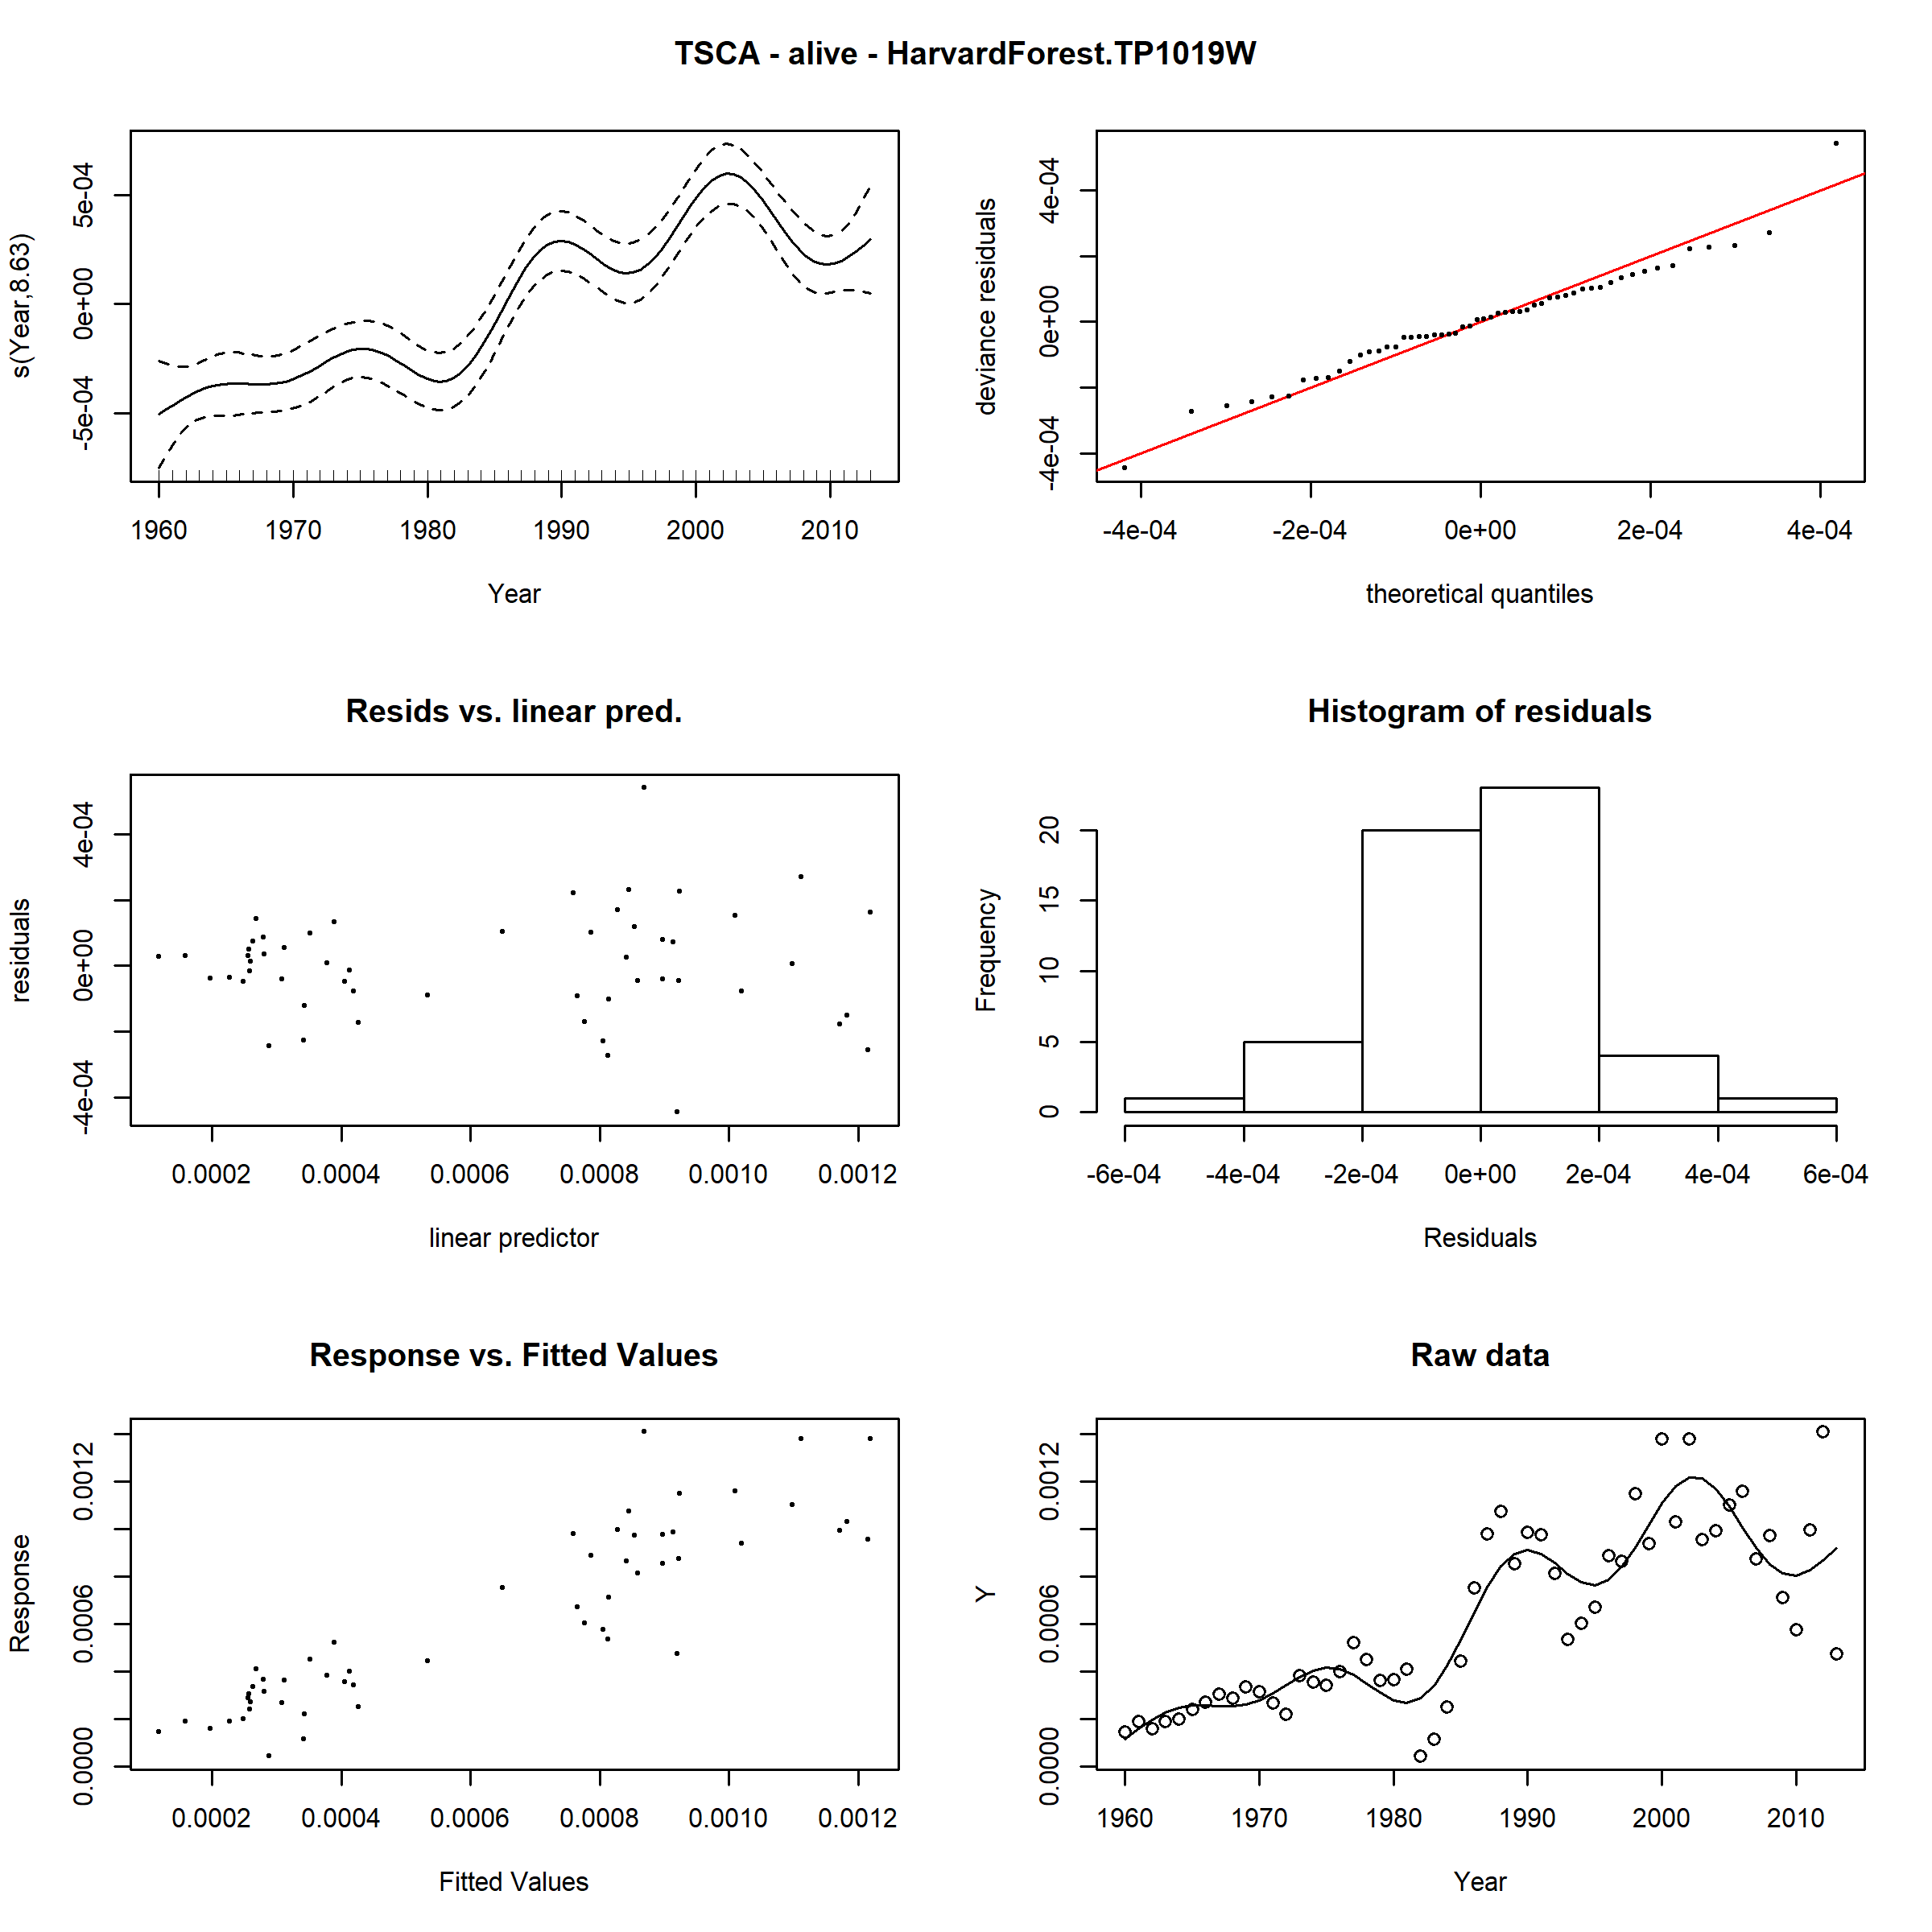 TSCA - alive - HarvardForest.TP1019W
s(Year,8.63)
5e-04
0e+00
-5e-04
1960 1970 1980 1990 2000 2010
Year
deviance residuals
4e-04
0e+00
-4e-04
-4e-04 -2e-04 0e+00 2e-04 4e-04
theoretical quantiles
Resids vs. linear pred.
residuals
4e-04
0e+00
-4e-04
0.0002 0.0004 0.0006 0.0008 0.0010 0.0012
linear predictor
Histogram of residuals
Frequency
20
15
10
5
0
-6e-04 -4e-04 -2e-04 0e+00 2e-04 4e-04 6e-04
Residuals
Response vs. Fitted Values
Response
0.0012
0.0006
0.0000
0.0002 0.0004 0.0006 0.0008 0.0010 0.0012
Fitted Values
Raw data
Y
0.0012
0.0006
0.0000
1960 1970 1980 1990 2000 2010
Year